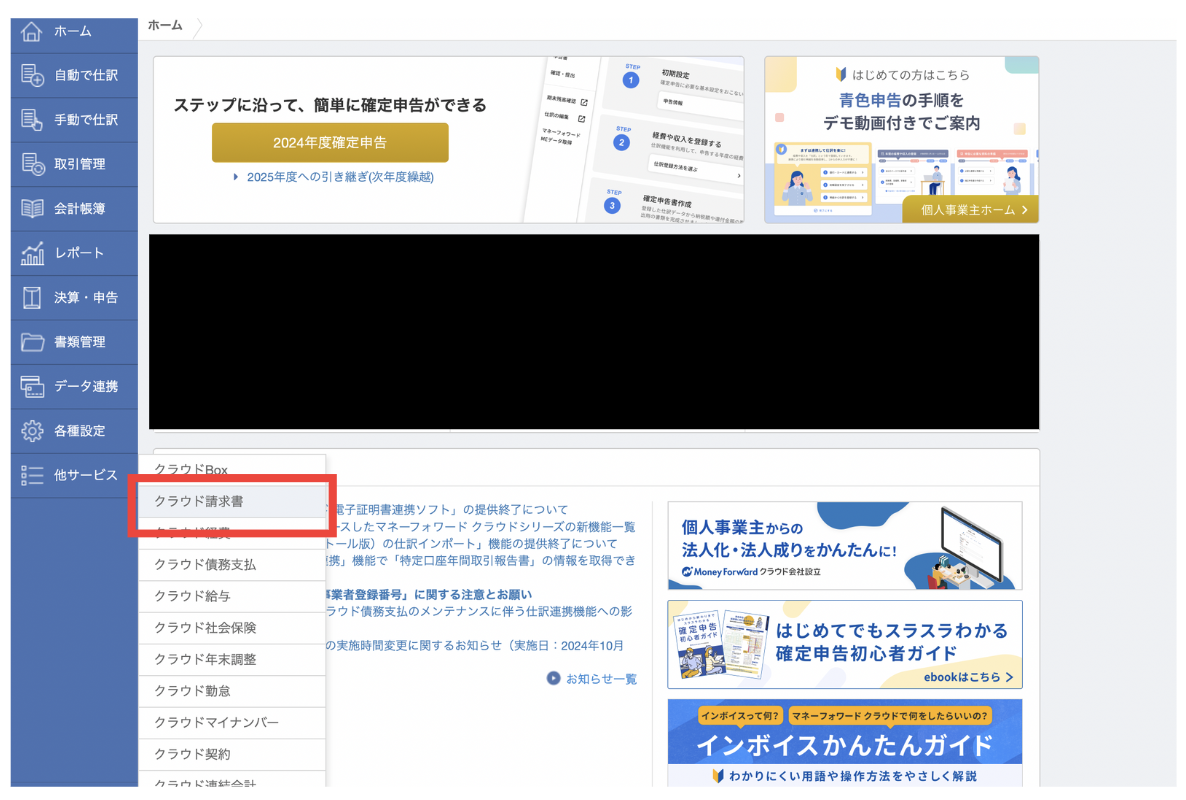 ホーム
自動で仕訳
手動で仕訳
取引管理
会計帳簿
レポート
決算・申告
書類管理
データ連携
各種設定
他サービス
ホーム
ステップに沿って、簡単に確定申告ができる
2024年度確定申告
2025年度への引き継ぎ(次年度繰越)
確認・提出
期末残高確認
仕訳の編集
マネーフォワード
MEデータ取得
STEP
1
初期設定
確定申告に必要な基本設定をおこない
申告情報
STEP
2
経費や収入を登録する
仕訳機能を利用して、申告する年度の経費
仕訳登録方法を選ぶ
STEP
3
確定申告書作成
はじめての方はこちら
青色申告の手順を
デモ動画付きでご案内
個人事業主ホーム
クラウドBox
クラウド請求書
クラウド経費
クラウド債務支払
クラウド給与
クラウド社会保険
クラウド年末調整
クラウド勤怠
クラウドマイナンバー
クラウド契約
クラウド連結会計
電子証明書連携ソフト」の提供終了について
ースしたマネーフォワード クラウドシリーズの新機能一覧
トール版）の仕訳インポート」機能の提供終了について
携」機能で「特定口座年間取引報告書」の情報を取得でき
事業者登録番号」に関する注意とお願い
ラウド債務支払のメンテナンスに伴う仕訳連携機能への影
の実施時間変更に関するお知らせ（実施日：2024年10月
お知らせ一覧
個人事業主からの
法人化・法人成りをかんたんに!
Money Forward クラウド会社設立
確定申告
初心者ガイド
はじめてでもスラスラわかる
確定申告初心者ガイド
ebookはこちら
インボイスって何?
マネーフォワード クラウドで何をしたらいいの?
インボイスかんたんガイド
わかりにくい用語や操作方法をやさしく解説